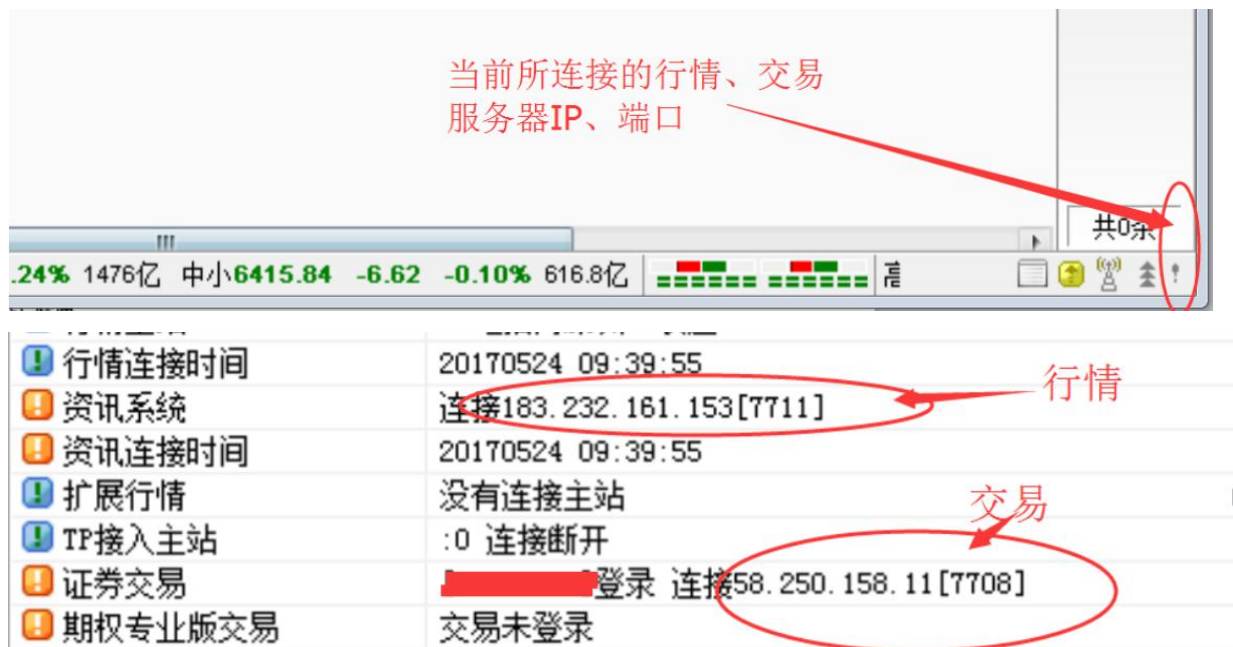 当前所连接的行情、交易
服务器IP、端口
共0条
.24% 1476亿 中小6415.84 -6.62 -0.10% 616.8亿
行情连接时间 20170524 09:39:55
行情
资讯系统 连接183.232.161.153[7711]
资讯连接时间 20170524 09:39:55
扩展行情 没有连接主站
交易
TP接入主站 :0 连接断开
证券交易 登录 连接58.250.158.11[7708]
期权专业版交易 交易未登录